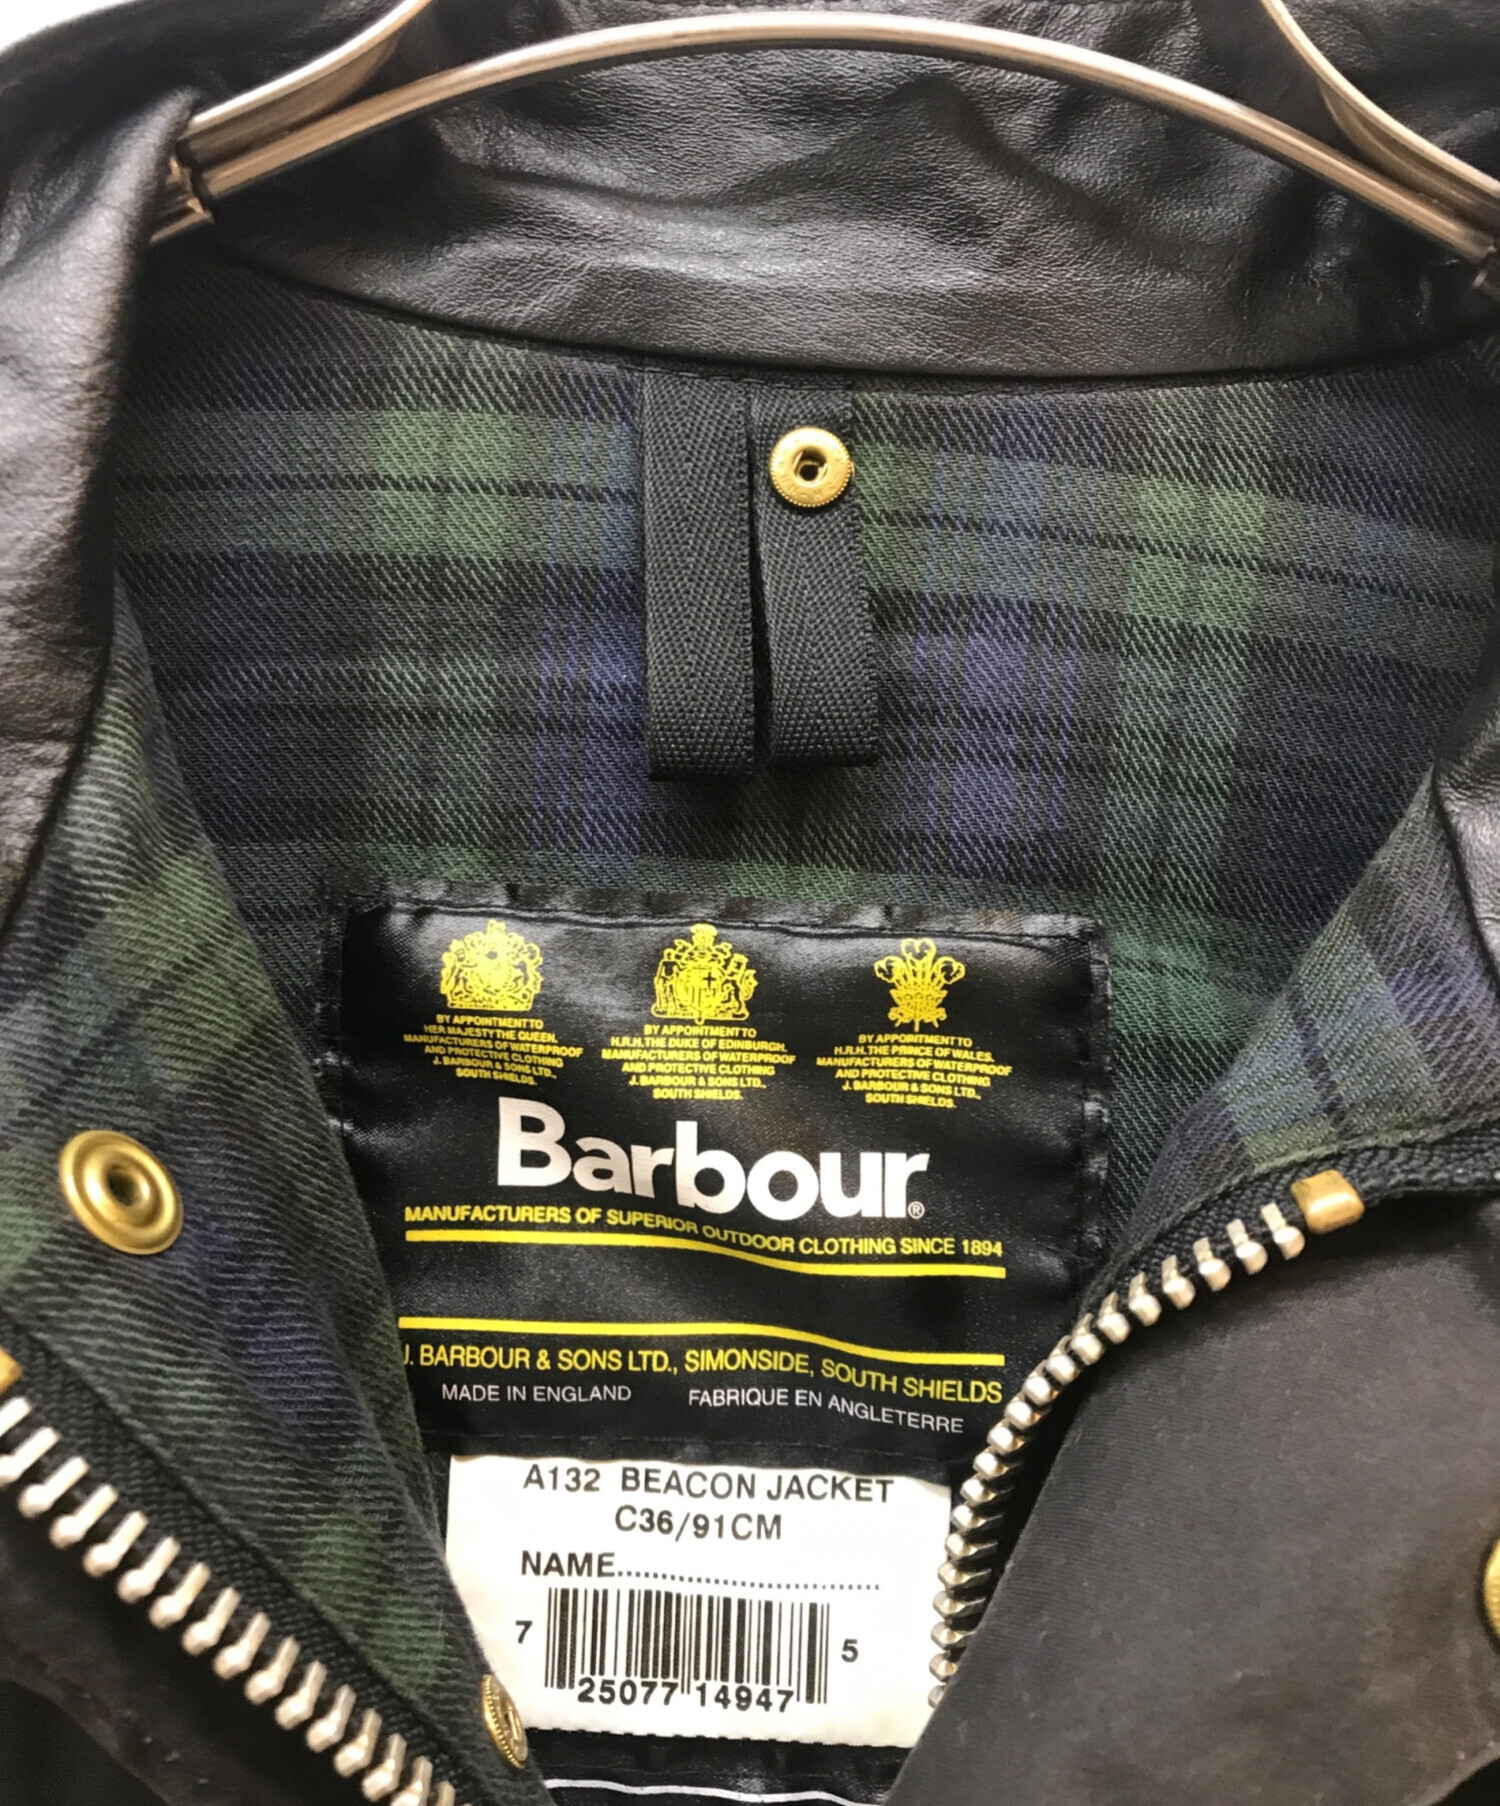 BY APPOINTMENT TO
HER MAJESTY THE QUEEN.
MANUFACTURERS OF WATERPROOF
AND PROTECTIVE CLOTHING
J. BARBOUR & SONS LTD.,
SOUTH SHIELDS.
BY APPOINTMENT TO
H.R.H. THE DUKE OF EDINBURGH.
MANUFACTURERS OF WATERPROOF
AND PROTECTIVE CLOTHING
J. BARBOUR & SONS LTD.,
SOUTH SHIELDS.
BY APPOINTMENT TO
H.R.H. THE PRINCE OF WALES.
MANUFACTURERS OF WATERPROOF
AND PROTECTIVE CLOTHING
J. BARBOUR & SONS LTD.,
SOUTH SHIELDS.
Barbour®
MANUFACTURERS OF SUPERIOR OUTDOOR CLOTHING SINCE 1894
J. BARBOUR & SONS LTD., SIMONSIDE, SOUTH SHIELDS
MADE IN ENGLAND FABRIQUE EN ANGLETERRE
A132 BEACON JACKET
C36/91CM
NAME..............................
7 25077 14947 5